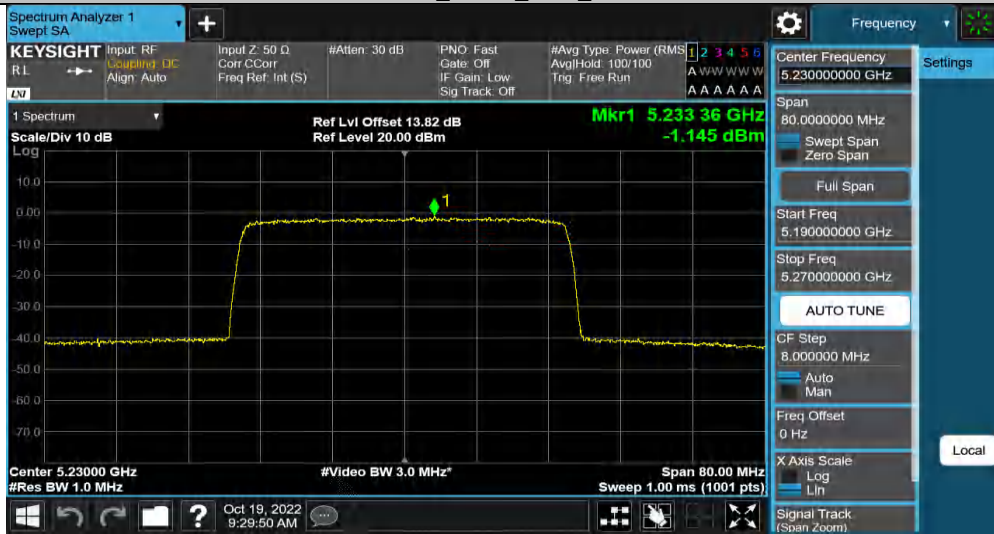 Spectrum Analyzer 1
Swept SA
+
Frequency
KEYSIGHT
RL
LXI
Input: RF
Coupling: DC
Align: Auto
Input Z: 50 Ω
Corr CCorr
Freq Ref: Int (S)
#Atten: 30 dB
PNO: Fast
Gate: Off
IF Gain: Low
Sig Track: Off
#Avg Type: Power (RMS
Avg|Hold: 100/100
Trig: Free Run
1 2 3 4 5 6
A W W W W W
A A A A A A
1 Spectrum
Scale/Div 10 dB
Log
Ref Lvl Offset 13.82 dB
Ref Level 20.00 dBm
Mkr1 5.233 36 GHz
-1.145 dBm
10.0
0.00
-10.0
-20.0
-30.0
-40.0
-50.0
-60.0
-70.0
1
Center 5.23000 GHz
#Res BW 1.0 MHz
#Video BW 3.0 MHz*
Span 80.00 MHz
Sweep 1.00 ms (1001 pts)
Center Frequency
5.230000000 GHz
Span
80.0000000 MHz
Swept Span
Zero Span
Full Span
Start Freq
5.190000000 GHz
Stop Freq
5.270000000 GHz
AUTO TUNE
CF Step
8.000000 MHz
Auto
Man
Freq Offset
0 Hz
X Axis Scale
Log
Lin
Signal Track
(Span Zoom)
Settings
Local
?
Oct 19, 2022
9:29:50 AM